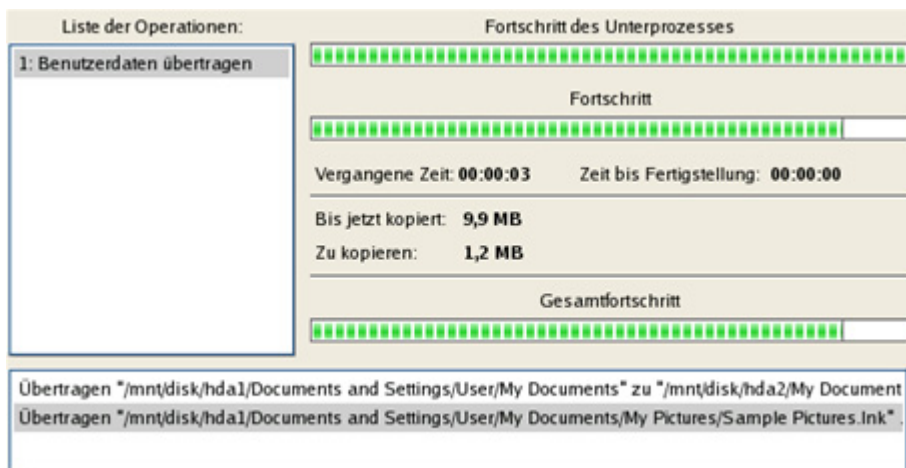 Liste der Operationen:
1: Benutzerdaten übertragen
Fortschritt des Unterprozesses
Fortschritt
Vergangene Zeit: 00:00:03 Zeit bis Fertigstellung: 00:00:00
Bis jetzt kopiert: 9,9 MB
Zu kopieren: 1,2 MB
Gesamtfortschritt
Übertragen "/mnt/disk/hda1/Documents and Settings/User/My Documents" zu "/mnt/disk/hda2/My Document
Übertragen "/mnt/disk/hda1/Documents and Settings/User/My Documents/My Pictures/Sample Pictures.lnk" .